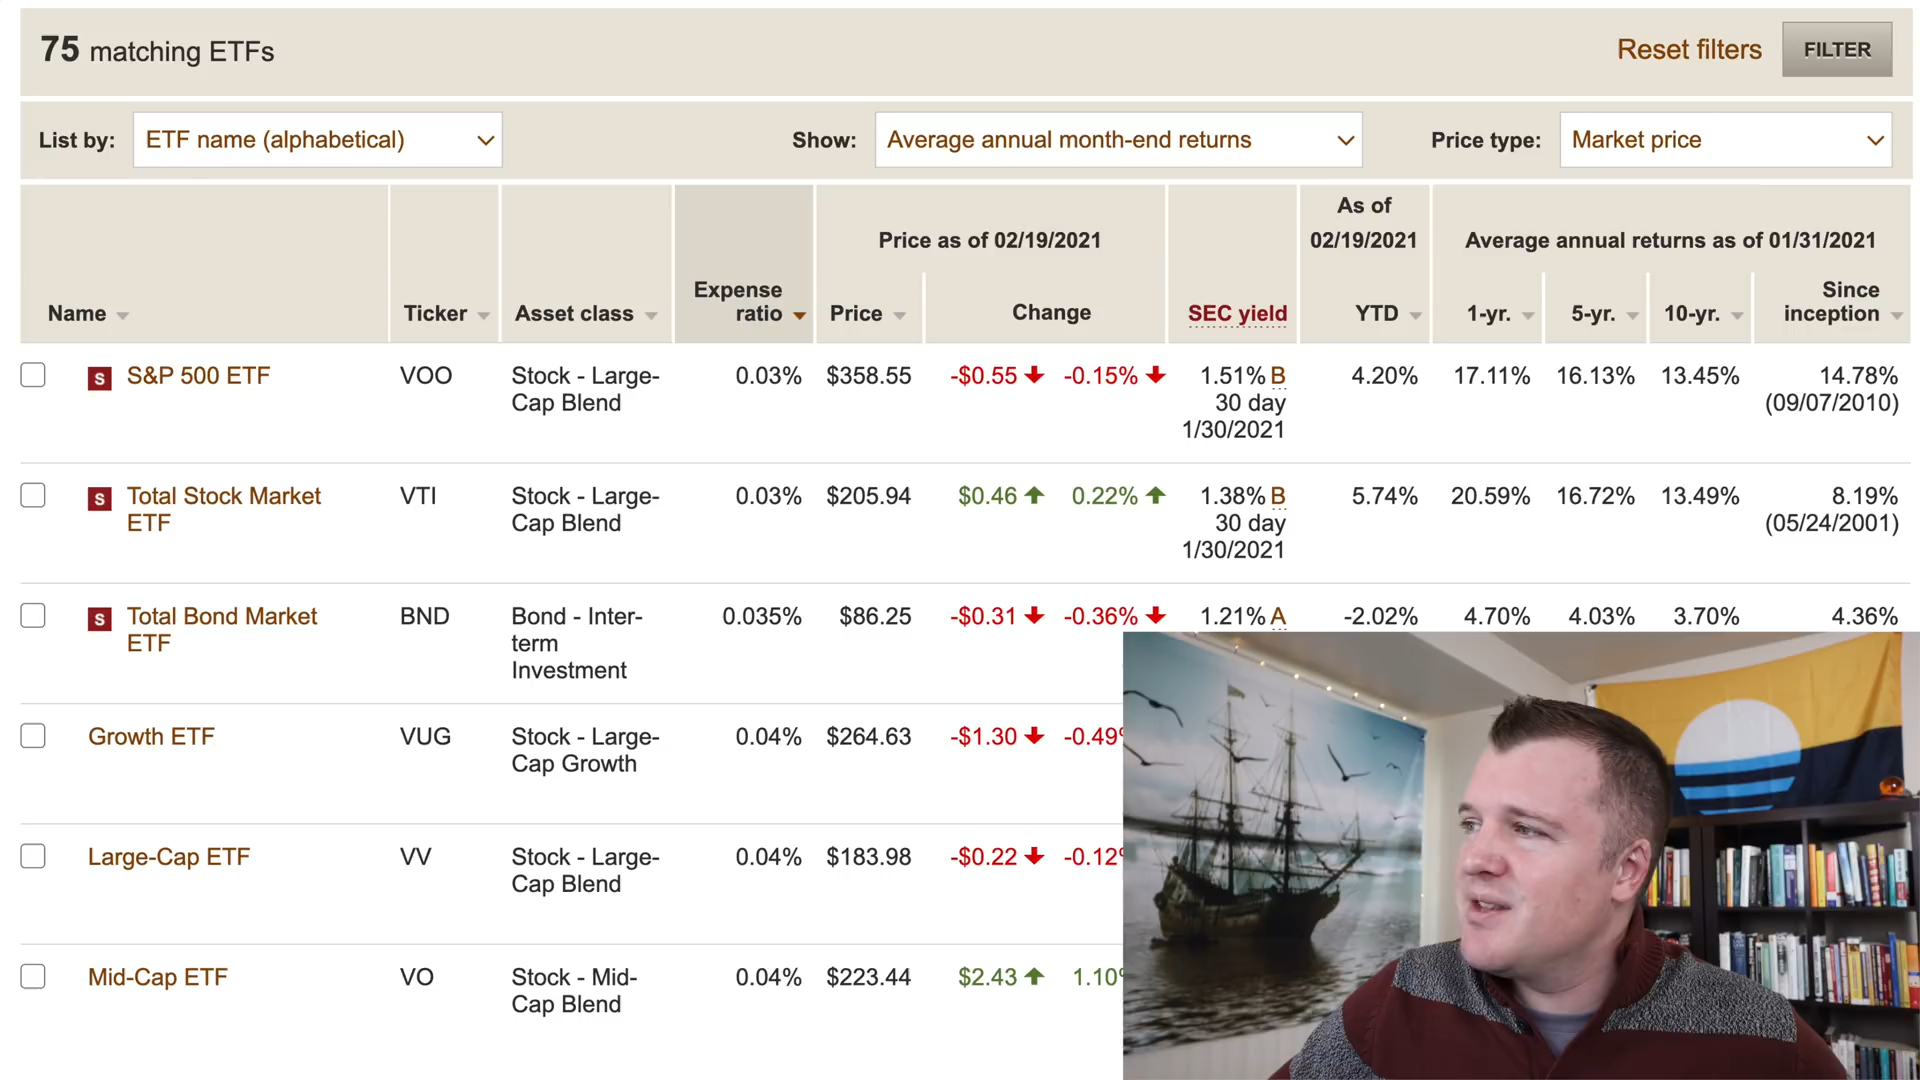 75 matching ETFs
Reset filters
FILTER
List by:
ETF name (alphabetical)
Show:
Average annual month-end returns
Price type:
Market price
As of
02/19/2021
Price as of 02/19/2021
Average annual returns as of 01/31/2021
Name
Ticker
Asset class
Expense
ratio
Price
Change
SEC yield
YTD
1-yr.
5-yr.
10-yr.
Since
inception
S S&P 500 ETF VOO Stock - Large- 0.03% $358.55 -$0.55 -0.15% 1.51% B 4.20% 17.11% 16.13% 13.45% 14.78%
Cap Blend 30 day (09/07/2010)
1/30/2021
S Total Stock Market VTI Stock - Large- 0.03% $205.94 $0.46 0.22% 1.38% B 5.74% 20.59% 16.72% 13.49% 8.19%
ETF Cap Blend 30 day (05/24/2001)
1/30/2021
S Total Bond Market BND Bond - Inter- 0.035% $86.25 -$0.31 -0.36% 1.21% A -2.02% 4.70% 4.03% 3.70% 4.36%
ETF term
Investment
Growth ETF VUG Stock - Large- 0.04% $264.63 -$1.30 -0.49
Cap Growth
Large-Cap ETF VV Stock - Large- 0.04% $183.98 -$0.22 -0.12
Cap Blend
Mid-Cap ETF VO Stock - Mid- 0.04% $223.44 $2.43 1.10
Cap Blend